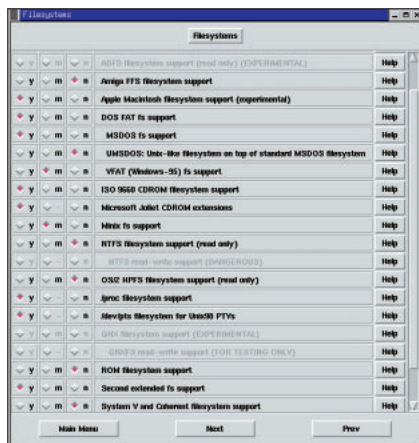 Filesystems
Filesystems
y m n ADFS filesystem support (read only) (EXPERIMENTAL) Help
y m n Amiga FFS filesystem support Help
y m n Apple Macintosh filesystem support (experimental) Help
y m n DOS FAT fs support Help
y m n MSDOS fs support Help
y m n UMSDOS: Unix-like filesystem on top of standard MSDOS filesystem Help
y m n VFAT (Windows-95) fs support Help
y m n ISO 9660 CDROM filesystem support Help
y - n Microsoft Joliet CDROM extensions Help
y m n Minix fs support Help
y m n NTFS filesystem support (read only) Help
y - n NTFS read-write support (DANGEROUS) Help
y m n OS/2 HPFS filesystem support (read only) Help
y - n /proc filesystem support Help
y - n /dev/pts filesystem for Unix98 PTYs Help
y m n QNX filesystem support (EXPERIMENTAL) Help
y m n QNXFS read-write support (FOR TESTING ONLY) Help
y m n ROM filesystem support Help
y m n Second extended fs support Help
y m n System V and Coherent filesystem support Help
Main Menu Next Prev